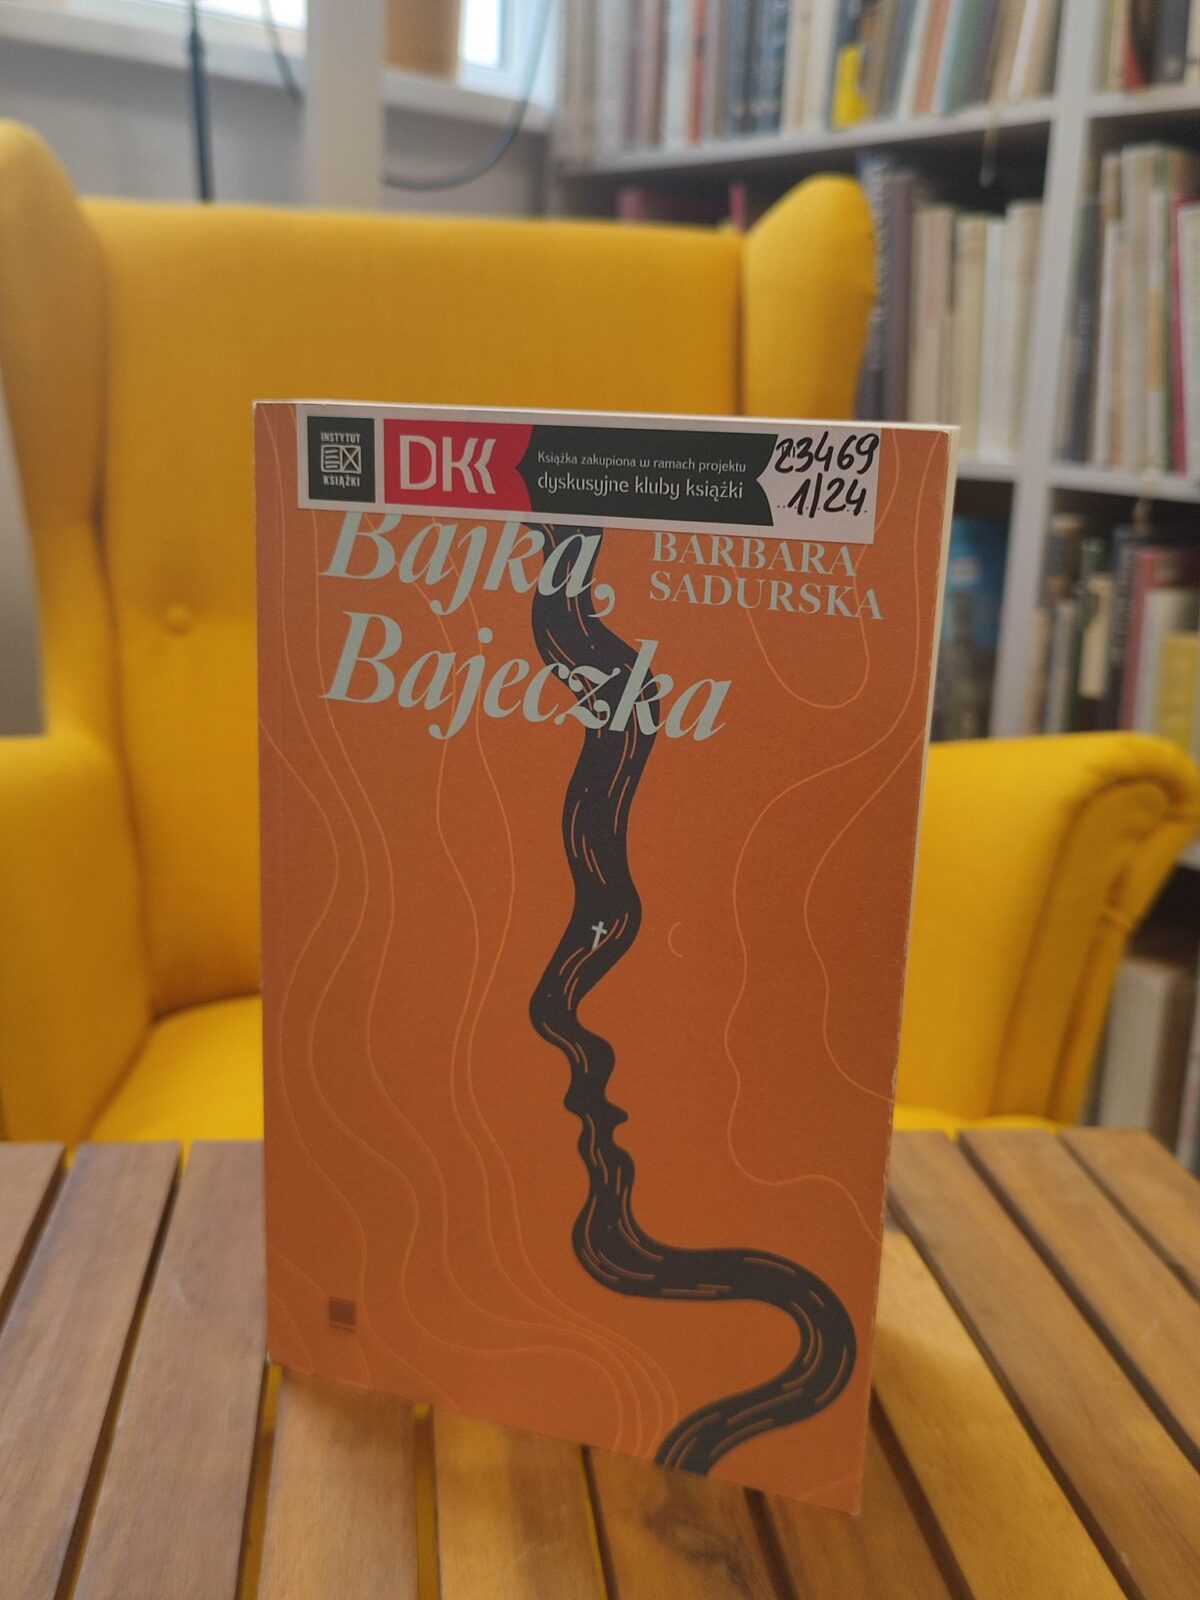 INSTYTUT
KSIĄŻKI
DKK
Książka zakupiona w ramach projektu
dyskusyjne kluby książki
23469
1/24
Bajka,
Bajeczka
BARBARA
SADURSKA